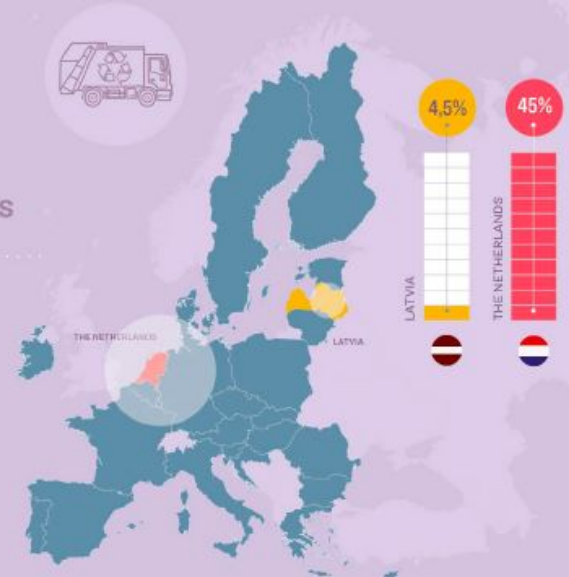 4,5%
45%
S
LATVIA
THE NETHERLANDS
THE NETHERLANDS
LATVIA